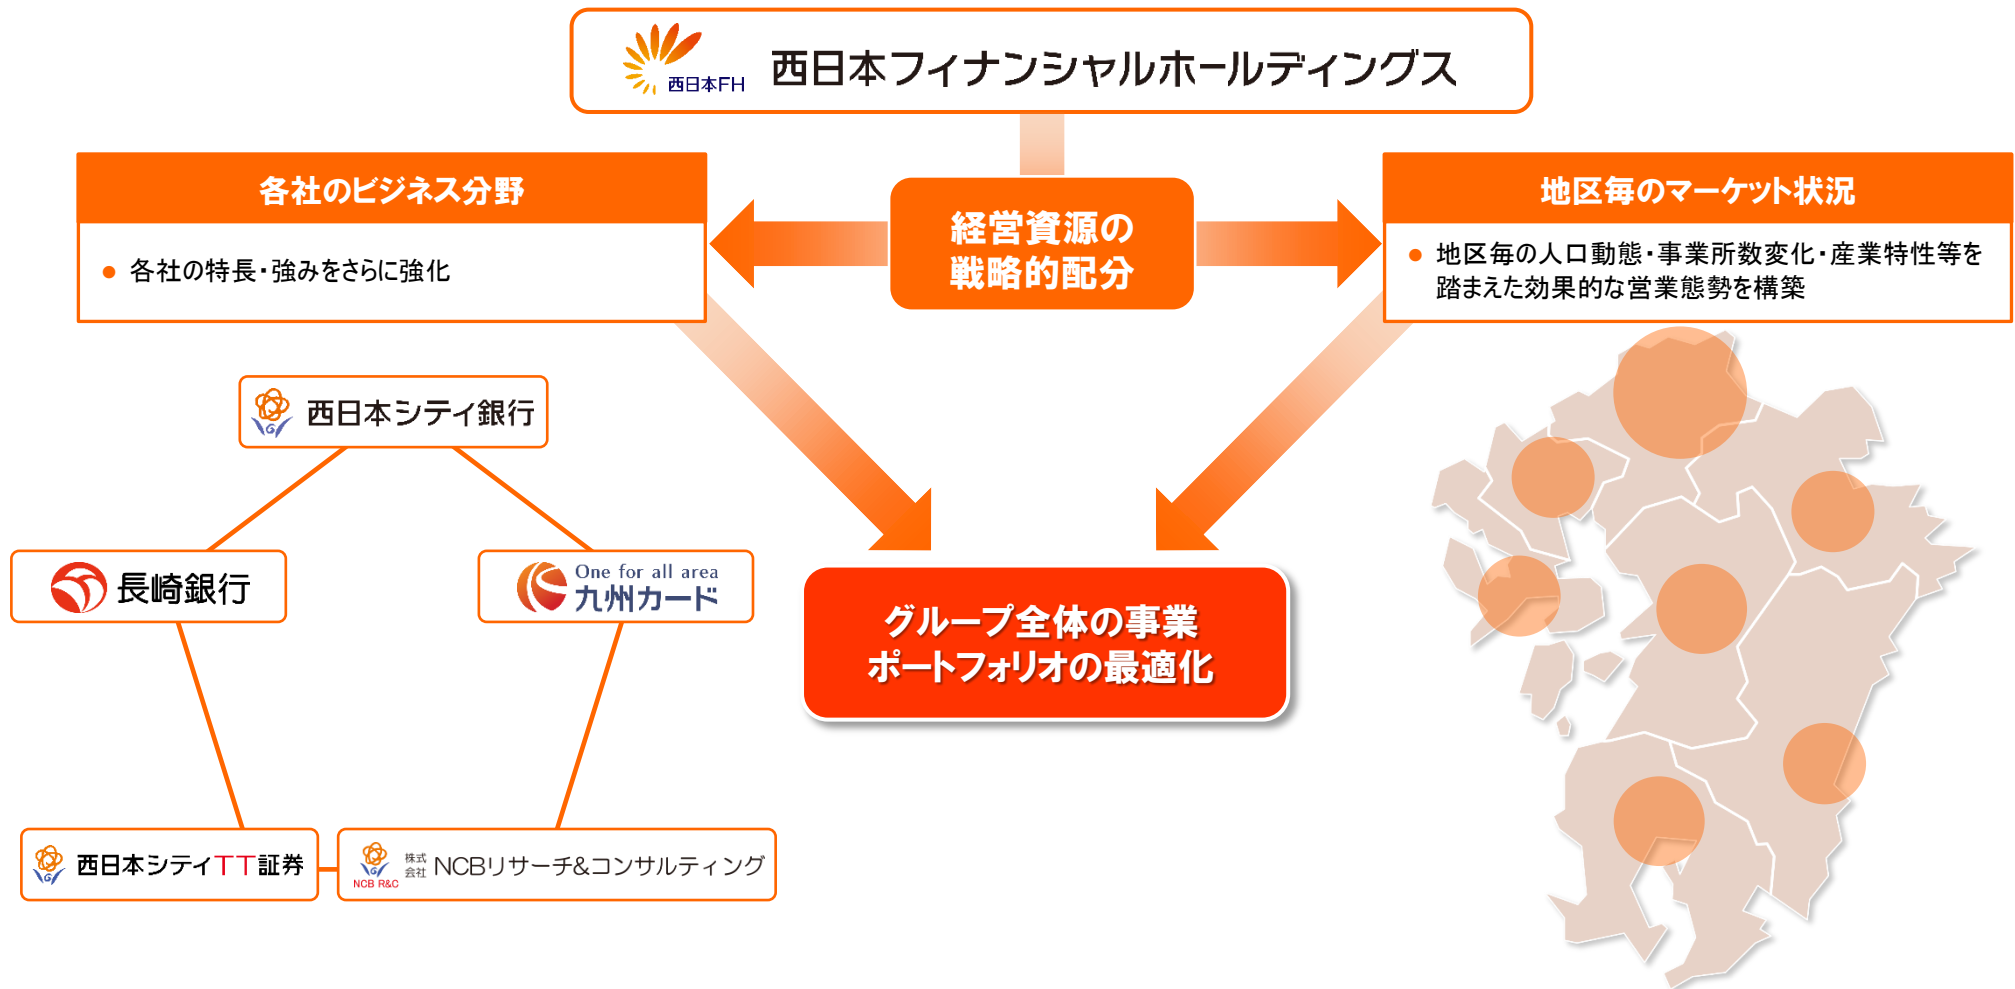 西日本FH 西日本フィナンシャルホールディングス
各社のビジネス分野
● 各社の特長・強みをさらに強化
経営資源の
戦略的配分
地区毎のマーケット状況
● 地区毎の人口動態・事業所数変化・産業特性等を
踏まえた効果的な営業態勢を構築
西日本シティ銀行
長崎銀行
One for all area
九州カード
西日本シティTT証券
NCB R&C 株式会社 NCBリサーチ&コンサルティング
グループ全体の事業
ポートフォリオの最適化